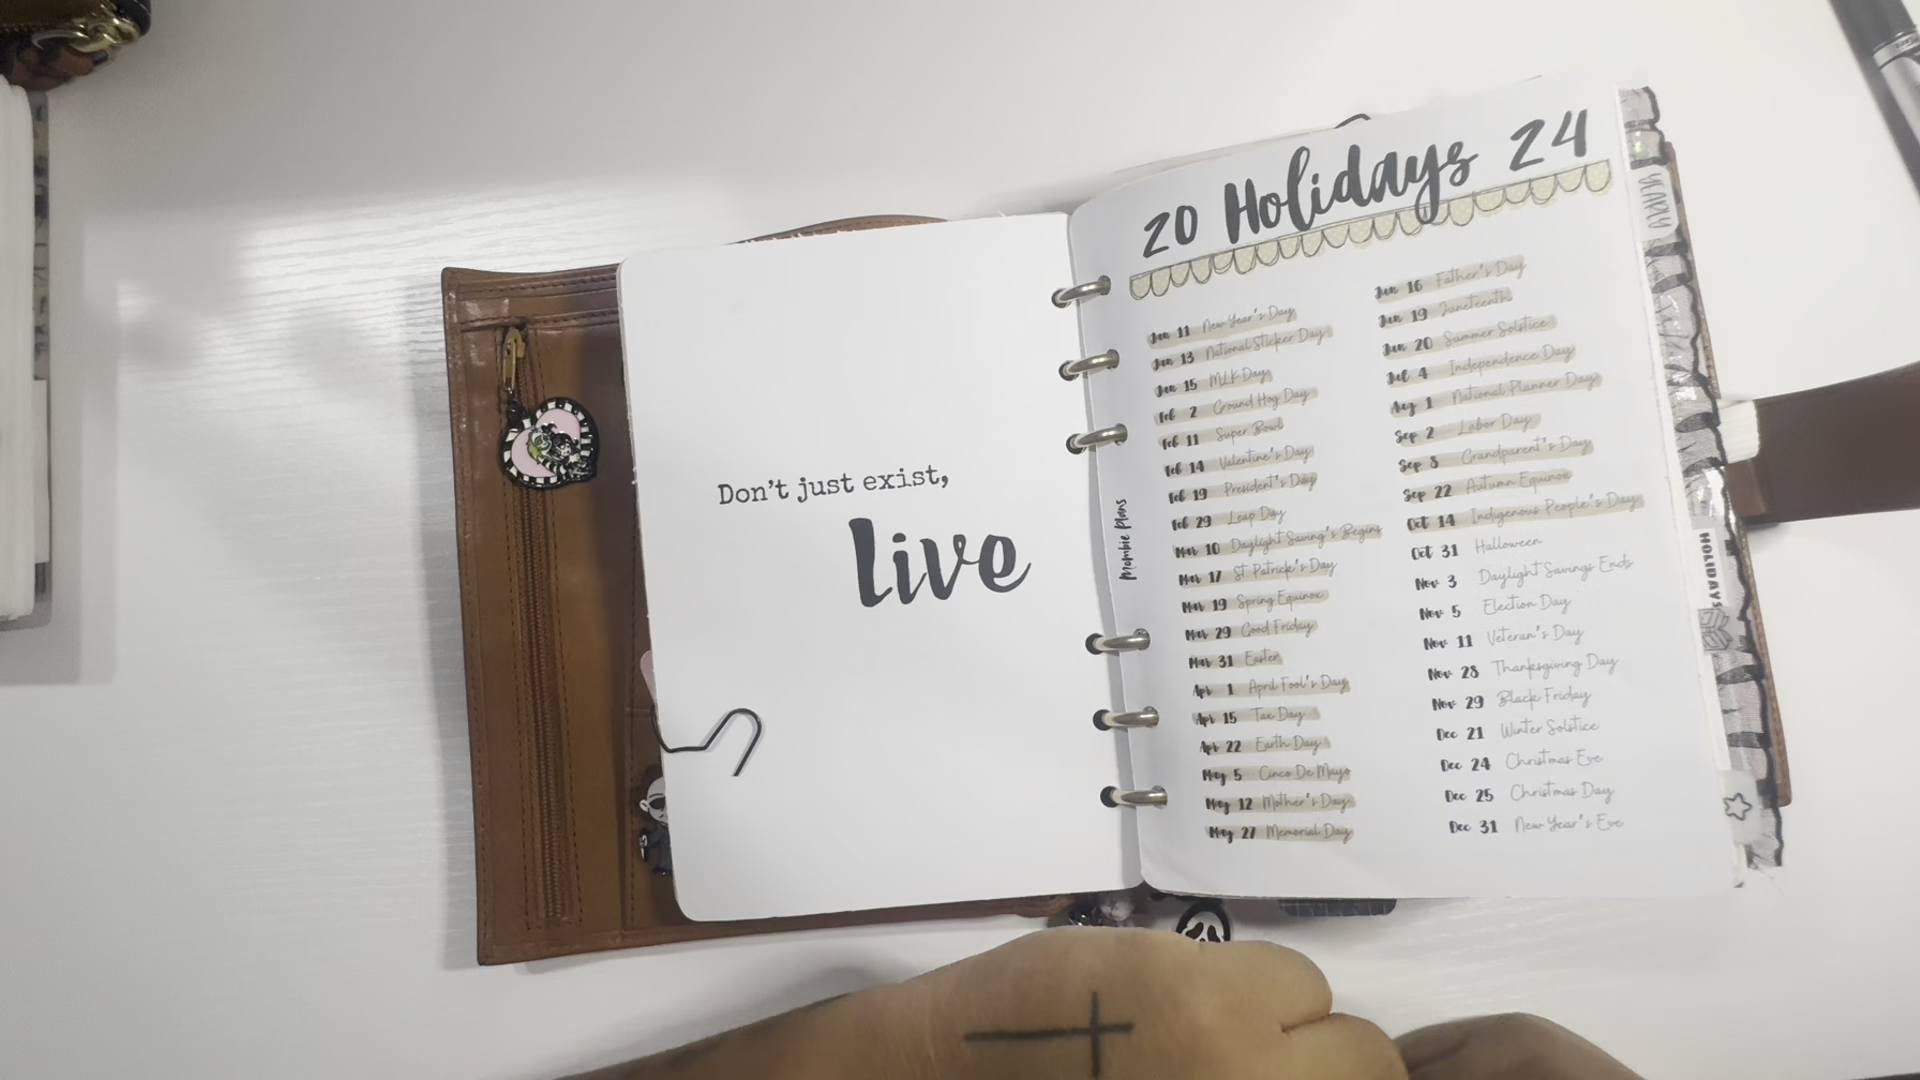 Don't just exist,
live
20 Holidays 24
Jan 11 New Year's Day
Jan 13 National Sticker Day
Jan 15 MLK Day
Feb 2 Ground Hog Day
Feb 11 Super Bowl
Feb 14 Valentine's Day
Feb 19 President's Day
Feb 29 Leap Day
Mar 10 Daylight Saving's Begins
Mar 17 St Patrick's Day
Mar 19 Spring Equinox
Mar 29 Good Friday
Mar 31 Easter
Apr 1 April Fool's Day
Apr 15 Tax Day
Apr 22 Earth Day
May 5 Cinco De Mayo
May 12 Mother's Day
May 27 Memorial Day
Jun 16 Father's Day
Jun 19 Juneteenth
Jun 20 Summer Solstice
Jul 4 Independence Day
Aug 1 National Planner Day
Sep 2 Labor Day
Sep 8 Grandparent's Day
Sep 22 Autumn Equinox
Oct 14 Indigenous People's Day
Oct 31 Halloween
Nov 3 Daylight Savings Ends
Nov 5 Election Day
Nov 11 Veteran's Day
Nov 28 Thanksgiving Day
Nov 29 Black Friday
Dec 21 Winter Solstice
Dec 24 Christmas Eve
Dec 25 Christmas Day
Dec 31 New Year's Eve
Mombie Plans
YEARLY
HOLIDAYS